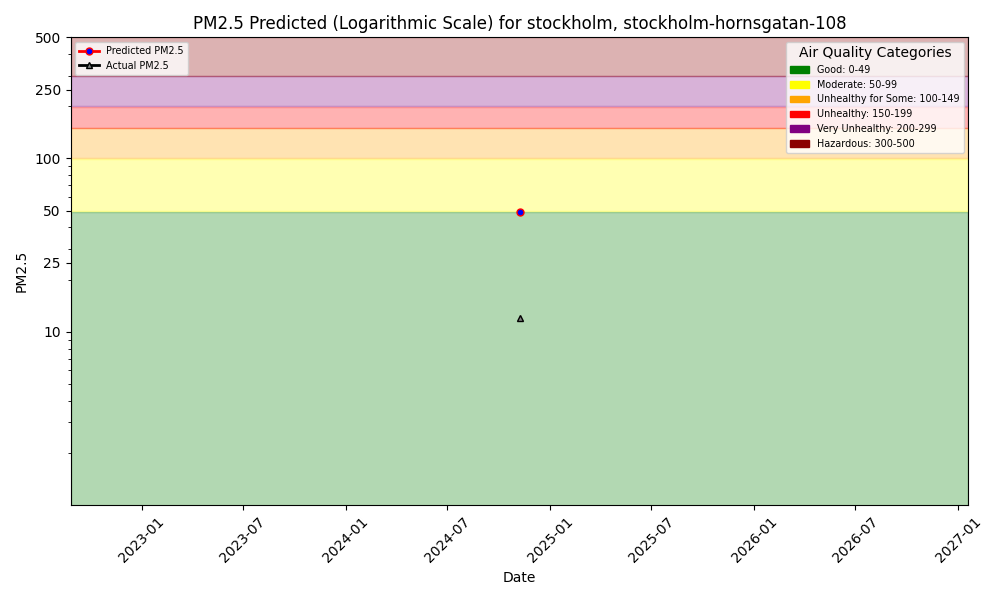 PM2.5 Predicted (Logarithmic Scale) for stockholm, stockholm-hornsgatan-108
Predicted PM2.5
Actual PM2.5
Air Quality Categories
Good: 0-49
Moderate: 50-99
Unhealthy for Some: 100-149
Unhealthy: 150-199
Very Unhealthy: 200-299
Hazardous: 300-500
500
250
100
50
25
10
PM2.5
2023-01
2023-07
2024-01
2024-07
2025-01
2025-07
2026-01
2026-07
2027-01
Date